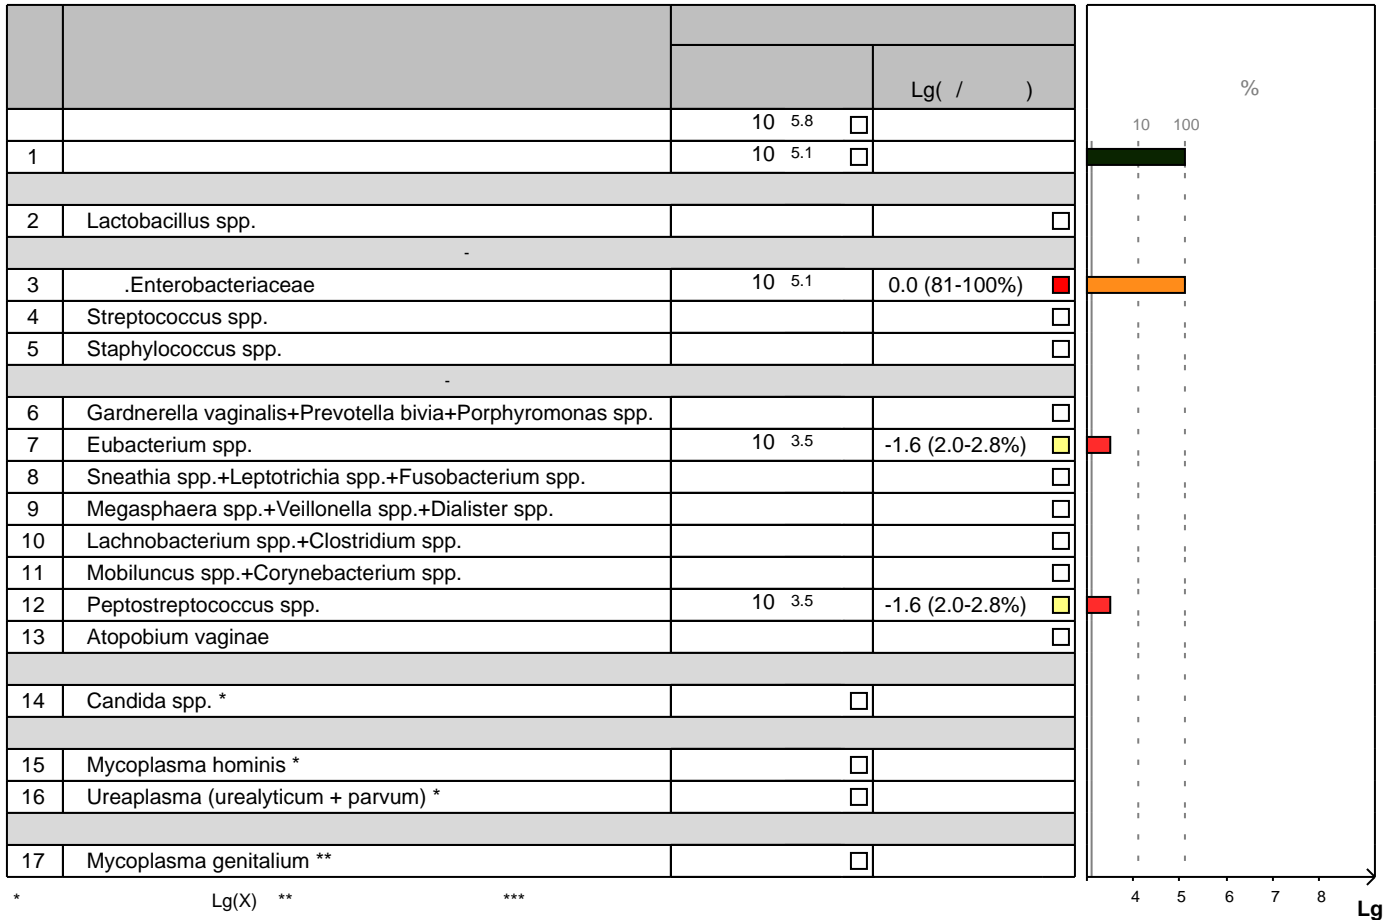 Lg( / )
%
10 5.8
10 100
1 10 5.1
2 Lactobacillus spp.
-
3 .Enterobacteriaceae 10 5.1 0.0 (81-100%)
4 Streptococcus spp.
5 Staphylococcus spp.
-
6 Gardnerella vaginalis+Prevotella bivia+Porphyromonas spp.
7 Eubacterium spp. 10 3.5 -1.6 (2.0-2.8%)
8 Sneathia spp.+Leptotrichia spp.+Fusobacterium spp.
9 Megasphaera spp.+Veillonella spp.+Dialister spp.
10 Lachnobacterium spp.+Clostridium spp.
11 Mobiluncus spp.+Corynebacterium spp.
12 Peptostreptococcus spp. 10 3.5 -1.6 (2.0-2.8%)
13 Atopobium vaginae
14 Candida spp. *
15 Mycoplasma hominis *
16 Ureaplasma (urealyticum + parvum) *
17 Mycoplasma genitalium **
* Lg(X) ** ***
4 5 6 7 8 Lg